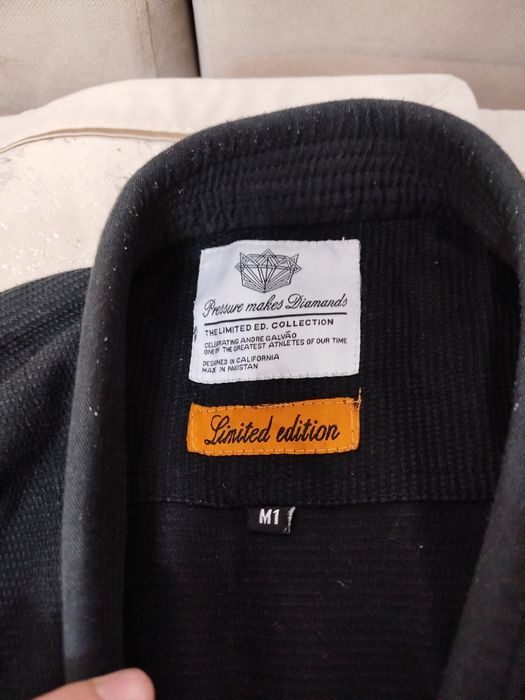 Pressure makes Diamonds
THE LIMITED ED. COLLECTION
CELEBRATING ANDRE GALVÃO
ONE OF THE GREATEST ATHLETES OF OUR TIME
DESIGNED IN CALIFORNIA
MADE IN PAKISTAN
Limited edition
M1